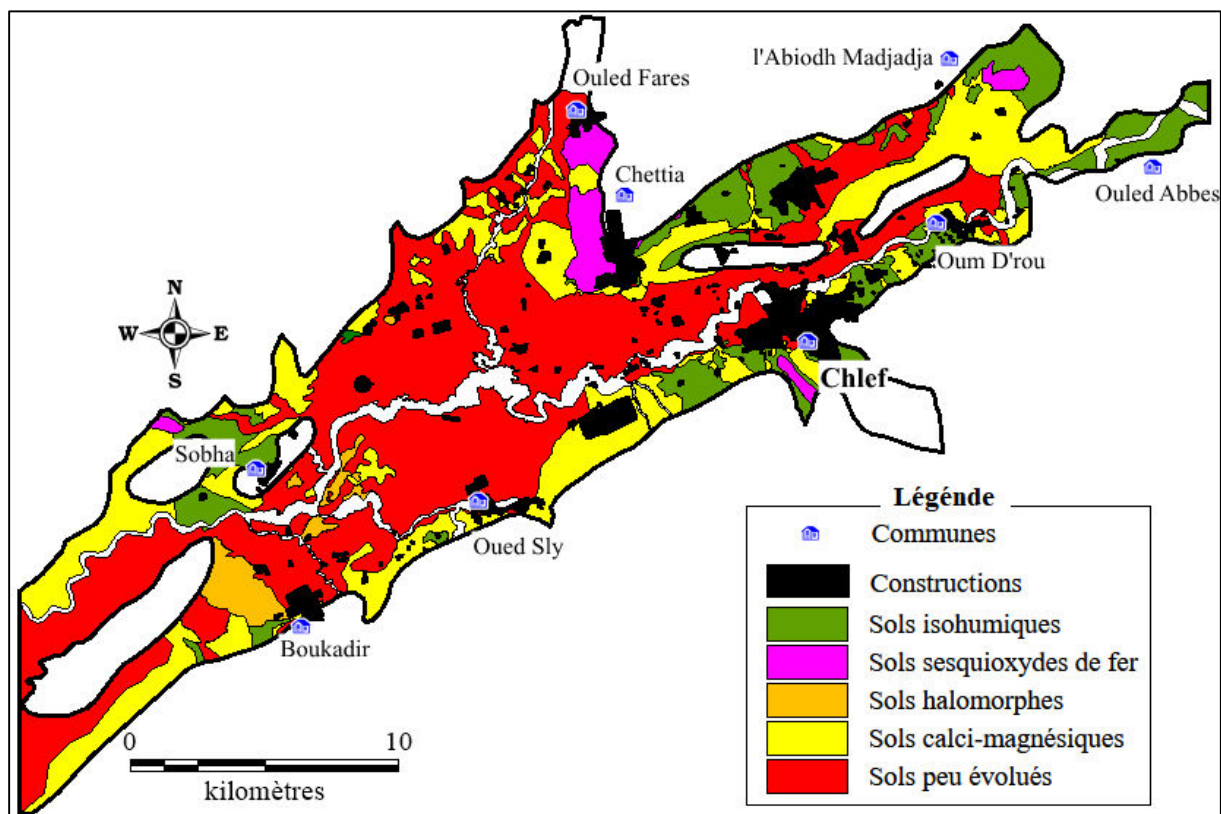 l'Abiodh Madjadja
Ouled Fares
Chettia
Ouled Abbes
Oum D'rou
N
W E
S
Chlef
Sobha
Oued Sly
Boukadir
0 10
kilomètres
Légénde
Communes
Constructions
Sols isohumiques
Sols sesquioxydes de fer
Sols halomorphes
Sols calci-magnésiques
Sols peu évolués